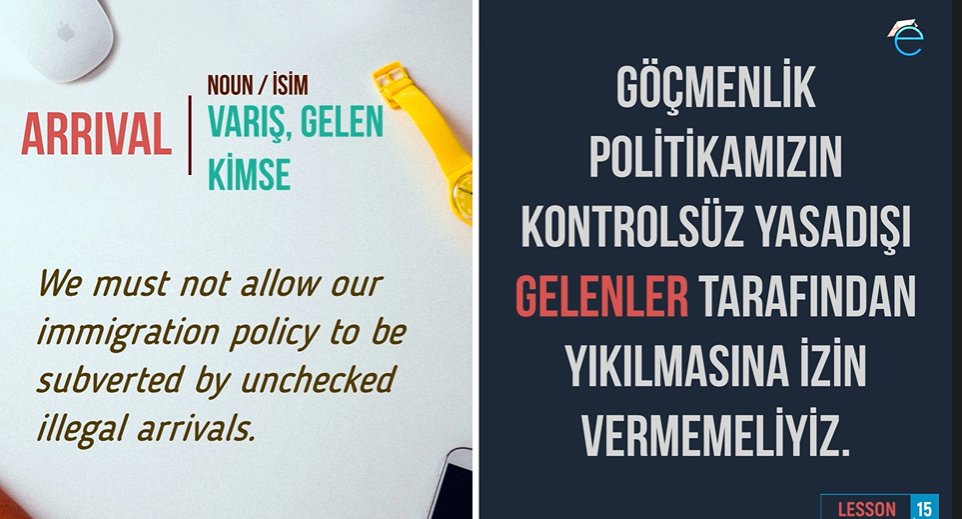 NOUN / İSİM
ARRIVAL
VARIŞ, GELEN
KİMSE
We must not allow our
immigration policy to be
subverted by unchecked
illegal arrivals.
e
GÖÇMENLİK
POLİTİKAMIZIN
KONTROLSÜZ YASADIŞI
GELENLER TARAFINDAN
YIKILMASINA İZİN
VERMEMELİYİZ.
LESSON 15